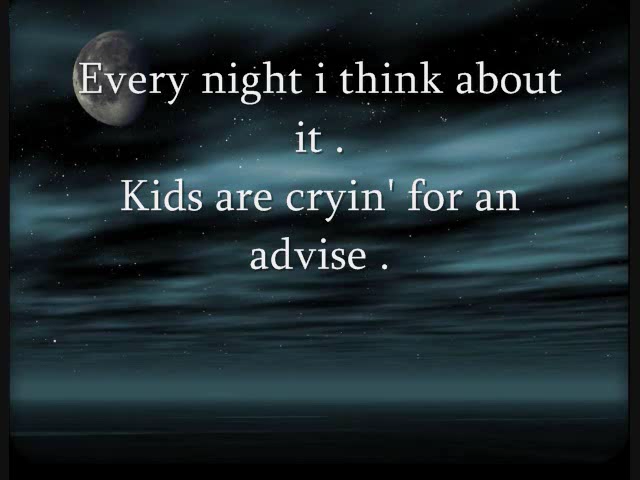 Every night i think about
it .
Kids are cryin' for an
advise .